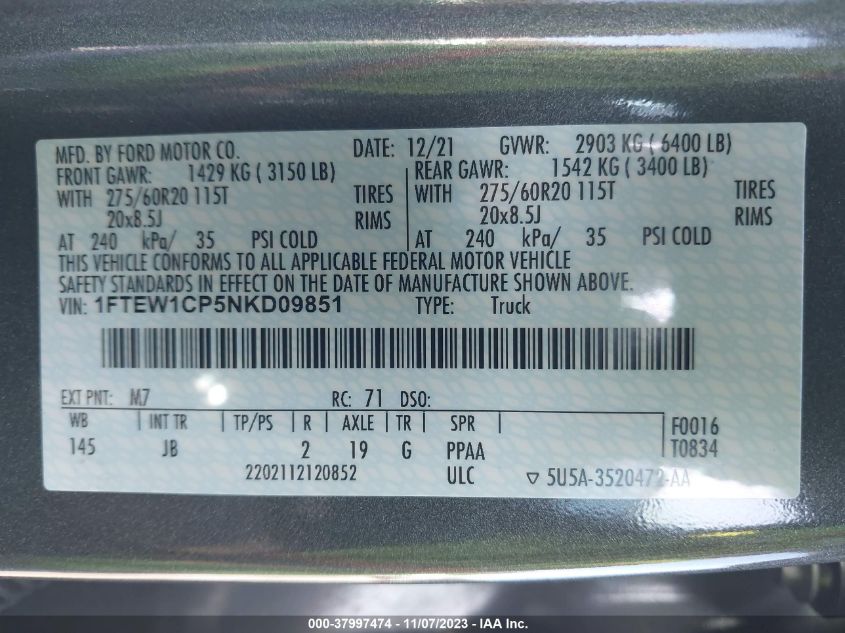 MFD. BY FORD MOTOR CO. DATE: 12/21 GVWR: 2903 KG ( 6400 LB)
FRONT GAWR: 1429 KG ( 3150 LB) REAR GAWR: 1542 KG ( 3400 LB)
WITH 275/60R20 115T TIRES WITH 275/60R20 115T TIRES
20x8.5J RIMS 20x8.5J RIMS
AT 240 kPa/ 35 PSI COLD AT 240 kPa/ 35 PSI COLD
THIS VEHICLE CONFORMS TO ALL APPLICABLE FEDERAL MOTOR VEHICLE
SAFETY STANDARDS IN EFFECT ON THE DATE OF MANUFACTURE SHOWN ABOVE.
VIN: 1FTEW1CP5NKD09851 TYPE: Truck
EXT PNT: M7 RC: 71 DSO:
WB INT TR TP/PS R AXLE TR SPR F0016
145 JB 2 19 G PPAA T0834
2202112120852 ULC ▽ 5U5A-3520472-AA
000-37997474 — 11/07/2023 — IAA Inc.